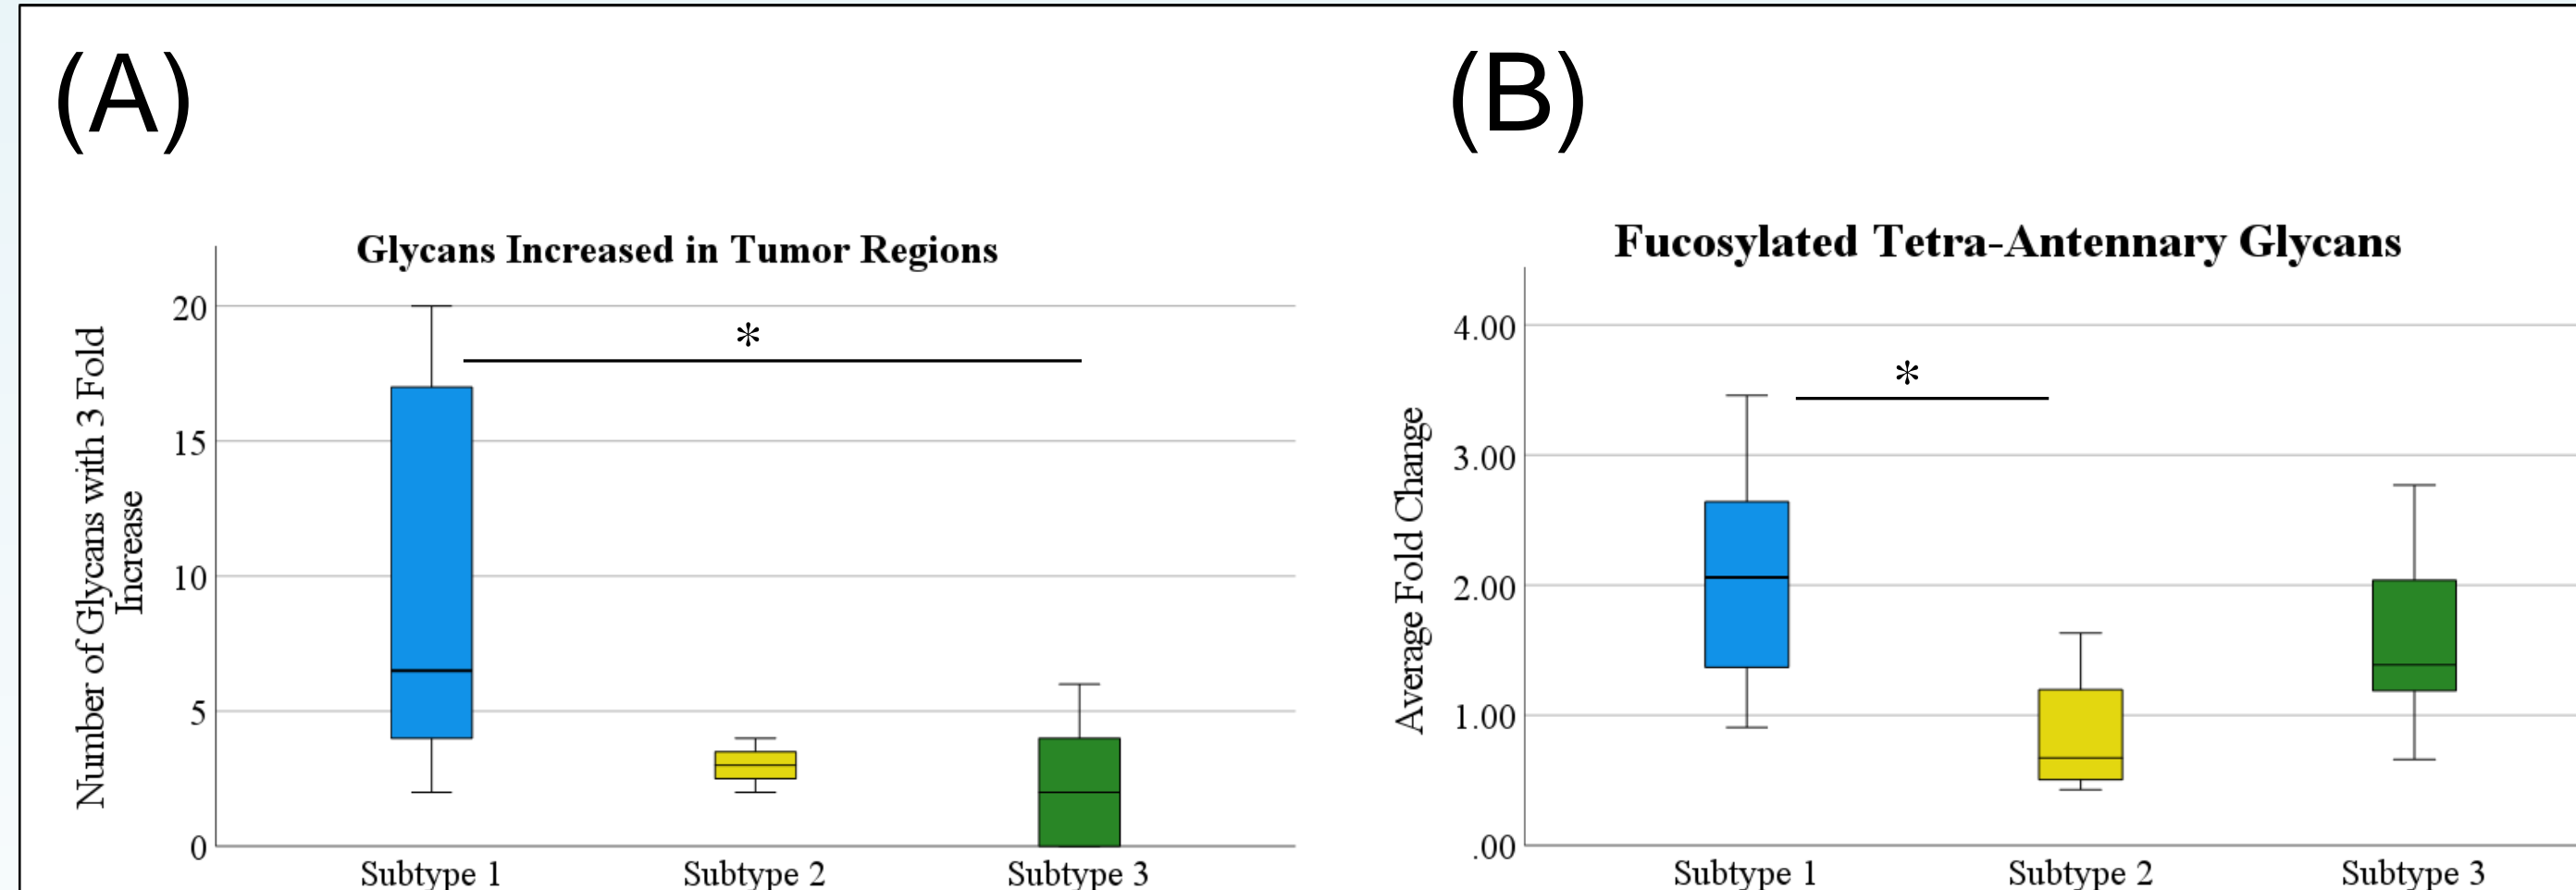 (A)
Glycans Increased in Tumor Regions
Number of Glycans with 3 Fold
Increase
20
15
10
5
0
*
Subtype 1
Subtype 2
Subtype 3
(B)
Fucosylated Tetra-Antennary Glycans
Average Fold Change
4.00
3.00
2.00
1.00
.00
*
Subtype 1
Subtype 2
Subtype 3